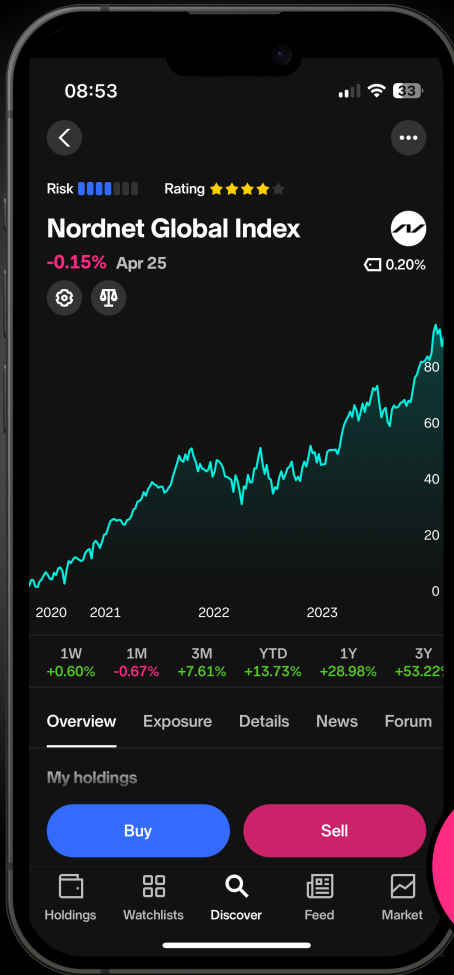 08:53
33
Risk Rating
Nordnet Global Index
-0.15% Apr 25
0.20%
80
60
40
20
0
2020 2021 2022 2023
1W 1M 3M YTD 1Y 3Y
+0.60% -0.67% +7.61% +13.73% +28.98% +53.22
Overview Exposure Details News Forum
My holdings
Buy Sell
Holdings Watchlists Discover Feed Market